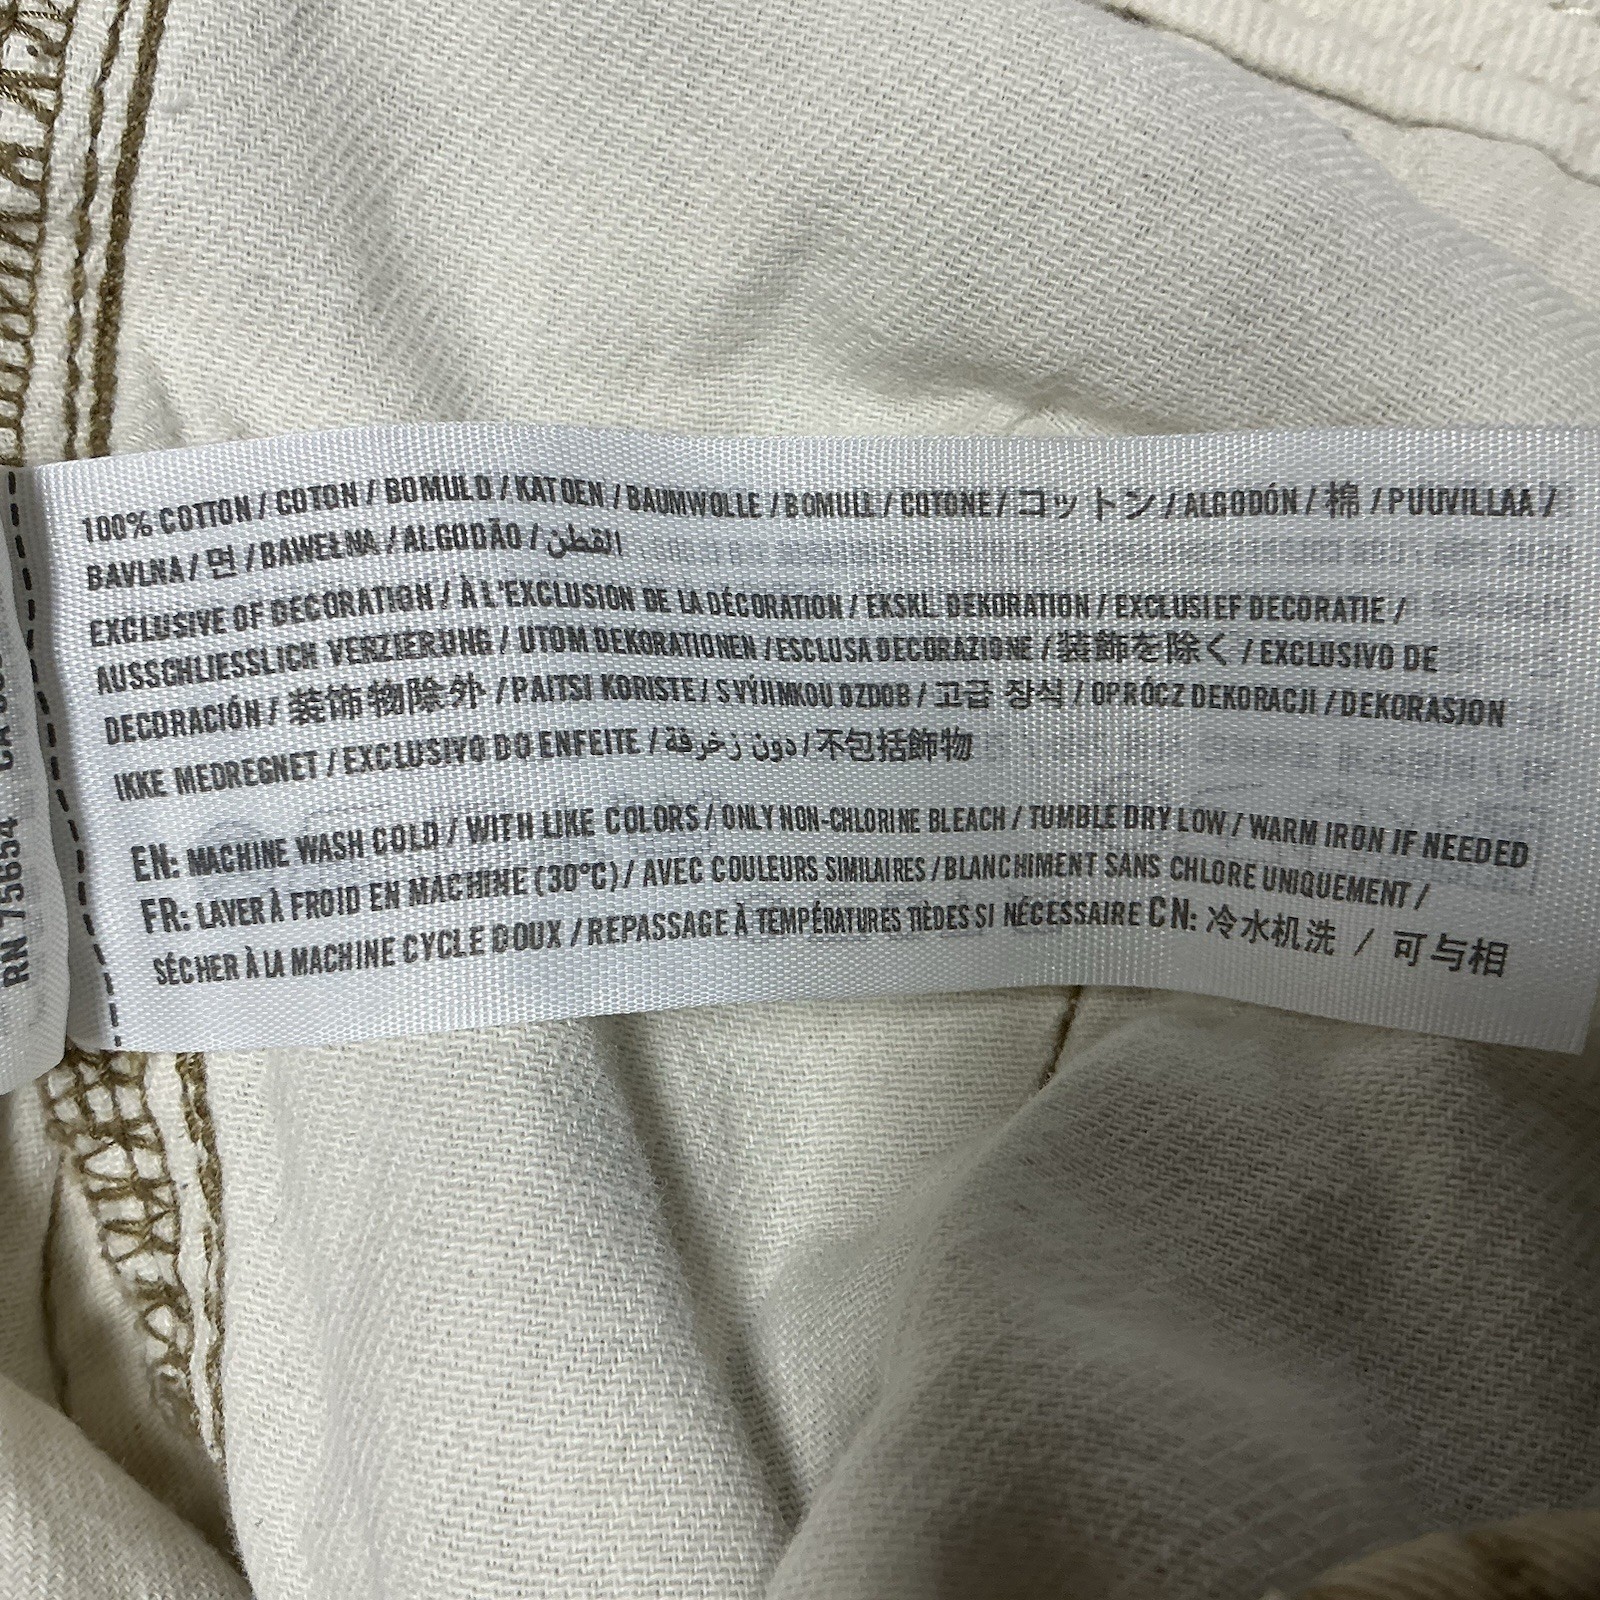 100% COTTON / COTON / BOMULD / KATOEN / BAUMWOLLE / BOMULL / COTONE / コットン / ALGODÓN / 棉 / PUUVILLAA /
BAVLNA / 면 / BAWEŁNA / ALGODÃO / القطن
EXCLUSIVE OF DECORATION / À L'EXCLUSION DE LA DÉCORATION / EKSKL. DEKORATION / EXCLUSIEF DECORATIE /
AUSSCHLIESSLICH VERZIERUNG / UTOM DEKORATIONEN / ESCLUSA DECORAZIONE / 装飾を除く / EXCLUSIVO DE
DECORACIÓN / 装饰物除外 / PAITSI KORISTE / S VÝJIMKOU OZDOB / 고급 장식 / OPRÓCZ DEKORACJI / DEKORASJON
IKKE MEDREGNET / EXCLUSIVO DO ENFEITE / دون زخرفة / 不包括飾物
EN: MACHINE WASH COLD / WITH LIKE COLORS / ONLY NON-CHLORINE BLEACH / TUMBLE DRY LOW / WARM IRON IF NEEDED
FR: LAVER À FROID EN MACHINE (30°C) / AVEC COULEURS SIMILAIRES / BLANCHIMENT SANS CHLORE UNIQUEMENT /
SÉCHER À LA MACHINE CYCLE DOUX / REPASSAGE À TEMPÉRATURES TIÈDES SI NÉCESSAIRE CN: 冷水机洗 / 可与相
RN 75654 CA